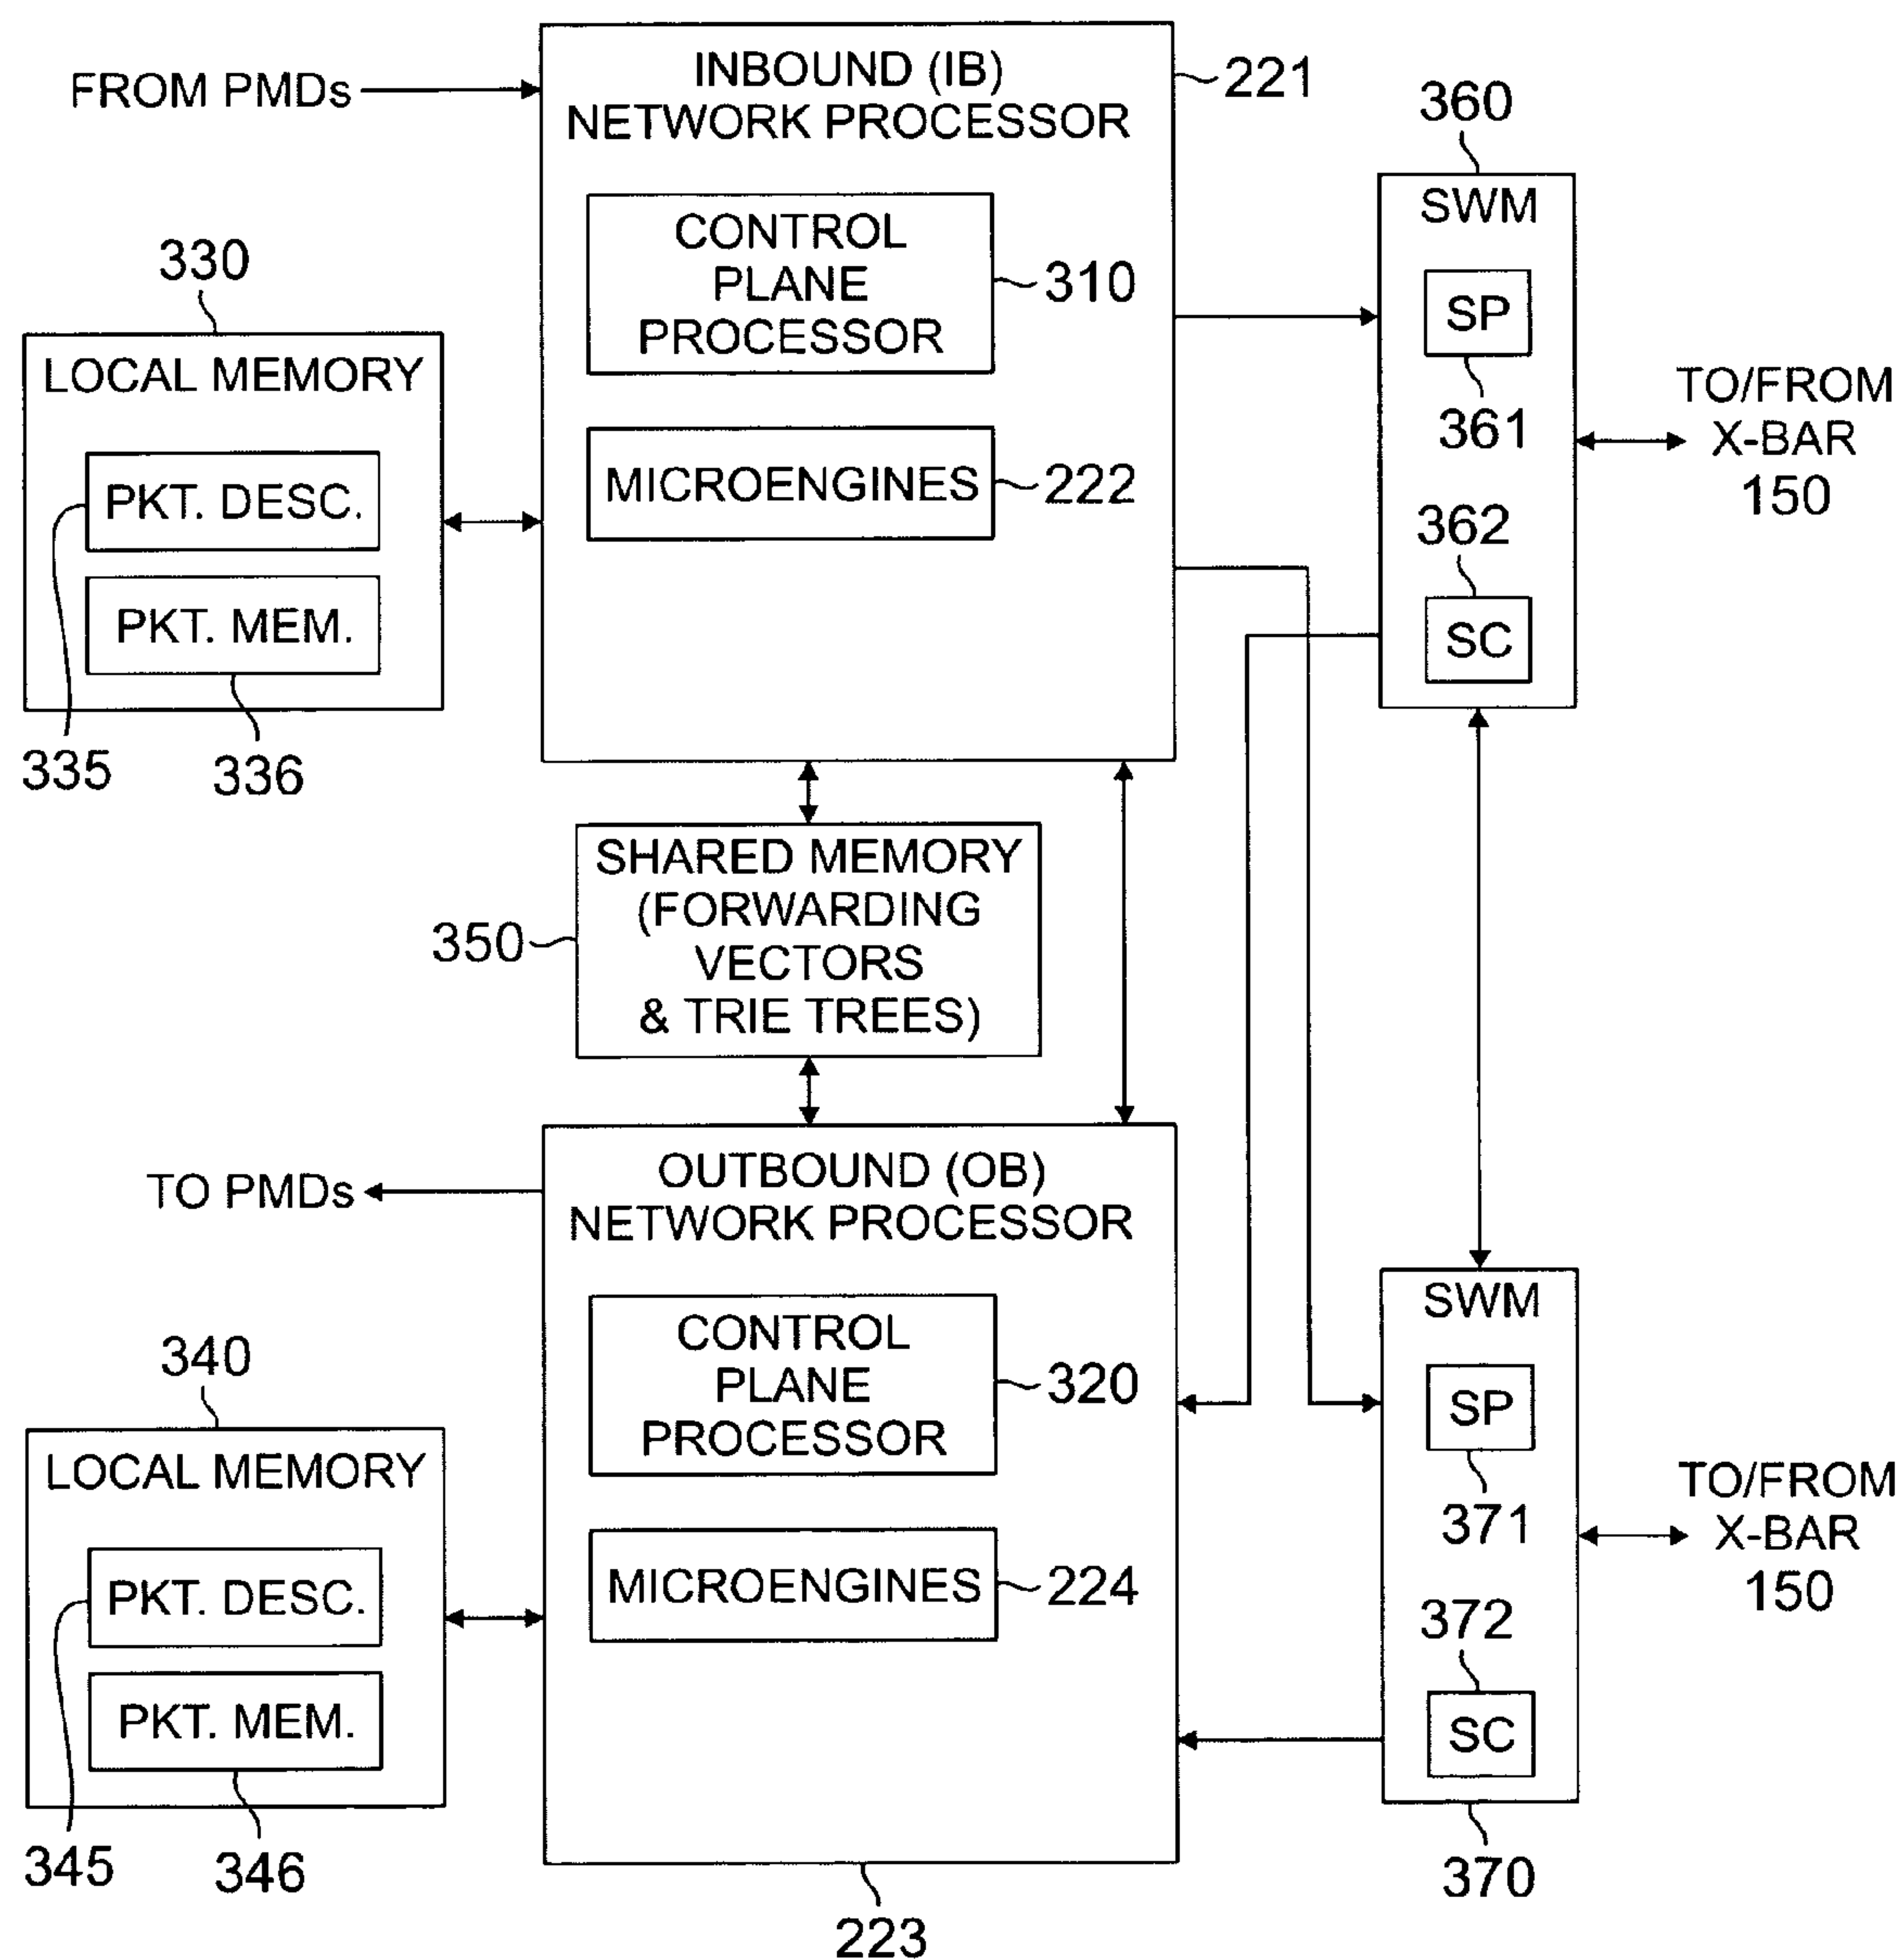 FROM PMDs
INBOUND (IB)
NETWORK PROCESSOR
221
CONTROL
PLANE
PROCESSOR
310
MICROENGINES
222
330
LOCAL MEMORY
PKT. DESC.
PKT. MEM.
335
336
360
SWM
SP
361
362
SC
TO/FROM
X-BAR
150
SHARED MEMORY
(FORWARDING
VECTORS
& TRIE TREES)
350
TO PMDs
OUTBOUND (OB)
NETWORK PROCESSOR
CONTROL
PLANE
PROCESSOR
320
MICROENGINES
224
223
340
LOCAL MEMORY
PKT. DESC.
PKT. MEM.
345
346
SWM
SP
371
372
SC
370
TO/FROM
X-BAR
150